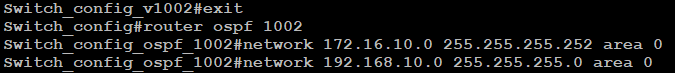 Switch_config_v1002#exit
Switch_config#router ospf 1002
Switch_config_ospf_1002#network 172.16.10.0 255.255.255.252 area 0
Switch_config_ospf_1002#network 192.168.10.0 255.255.255.0 area 0